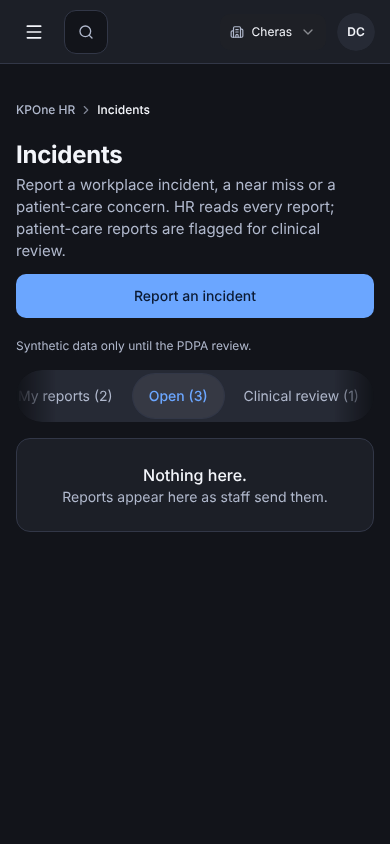 Cheras
DC
KPOne HR > Incidents
Incidents
Report a workplace incident, a near miss or a
patient-care concern. HR reads every report;
patient-care reports are flagged for clinical
review.
Report an incident
Synthetic data only until the PDPA review.
My reports (2)
Open (3)
Clinical review (1)
Nothing here.
Reports appear here as staff send them.